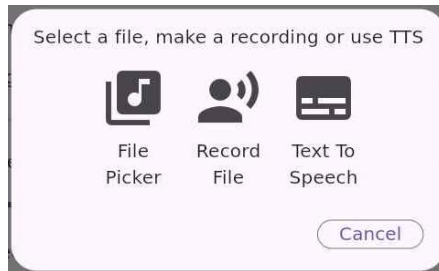 Select a file, make a recording or use TTS
File Picker
Record File
Text To Speech
Cancel